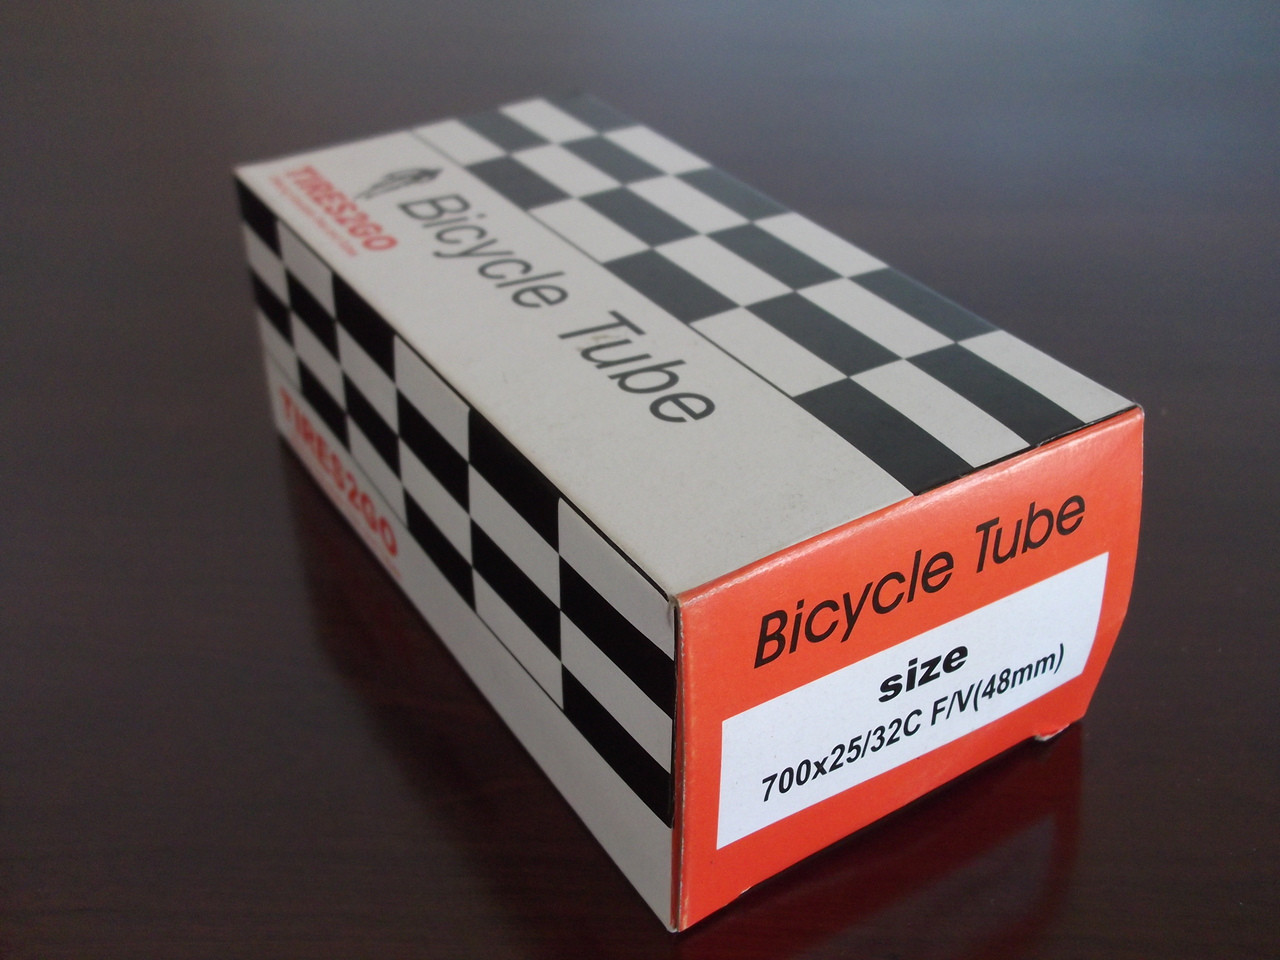 TIRES2GO
Bicycle Tube
TIRES2GO
Bicycle Tube
size
700x25/32C F/V(48mm)